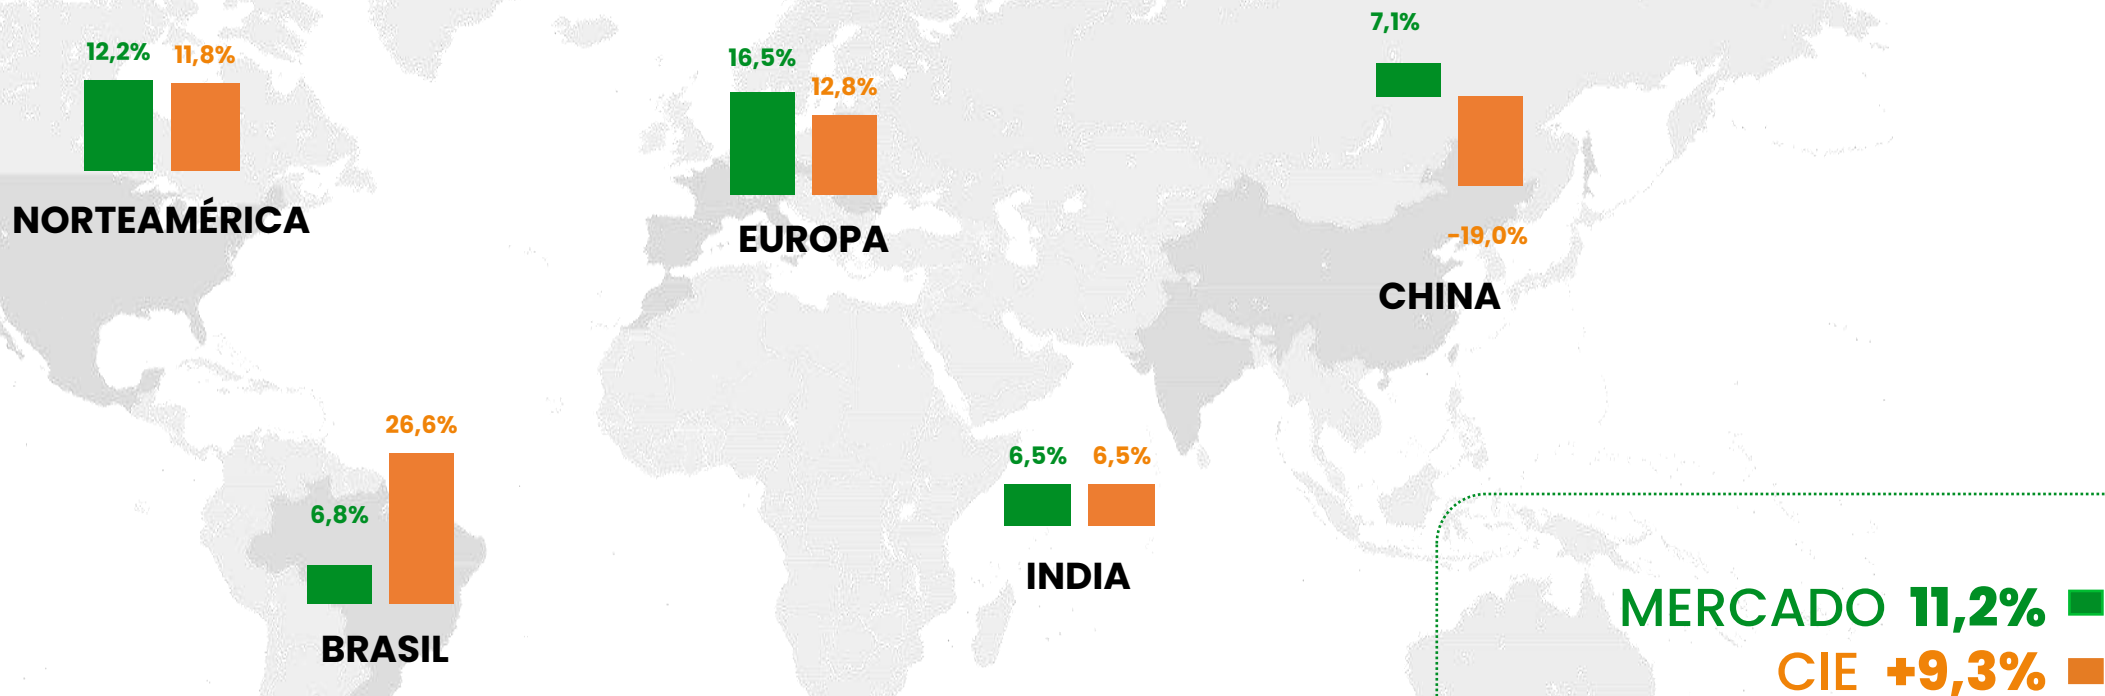 12,2% 11,8%
NORTEAMÉRICA
16,5%
12,8%
EUROPA
7,1%
-19,0%
CHINA
26,6%
6,8%
BRASIL
6,5% 6,5%
INDIA
MERCADO 11,2%
CIE +9,3%